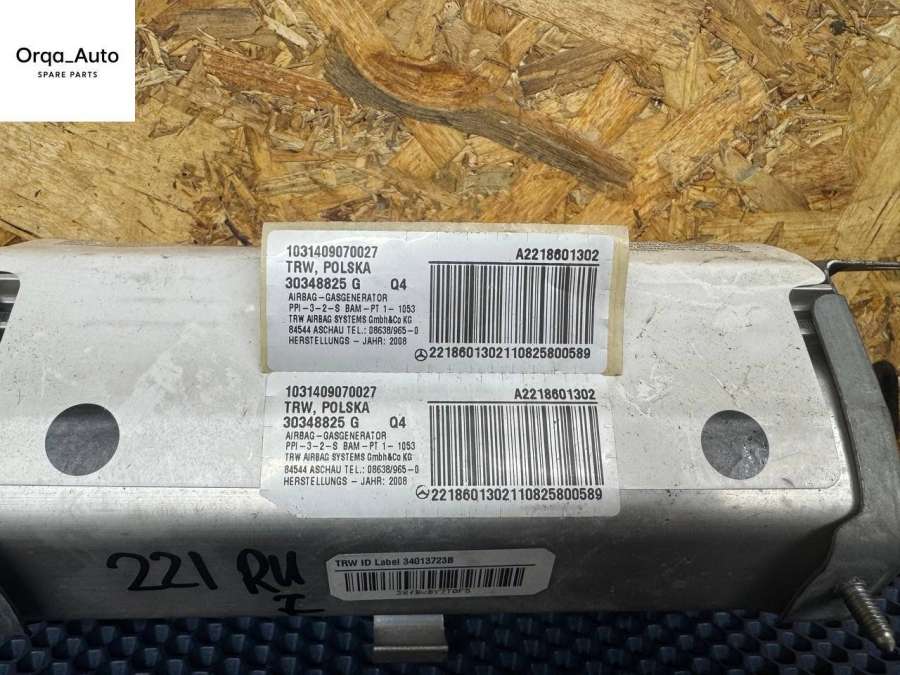 Orqa_Auto
SPARE PARTS
1031409070027
A2218601302
TRW, POLSKA
30348825 G Q4
AIRBAG-GASGENERATOR
PPI-3-2-S BAM-PT 1- 1053
TRW AIRBAG SYSTEMS Gmbh&Co KG
84544 ASCHAU TEL.: 08638/965-0
HERSTELLUNGS - JAHR: 2008
2218601302110825800589
1031409070027
A2218601302
TRW, POLSKA
30348825 G Q4
AIRBAG-GASGENERATOR
PPI-3-2-S BAM-PT 1- 1053
TRW AIRBAG SYSTEMS Gmbh&Co KG
84544 ASCHAU TEL.: 08638/965-0
HERSTELLUNGS - JAHR: 2008
2218601302110825800589
TRW ID Label 34013723B
221 RU
I